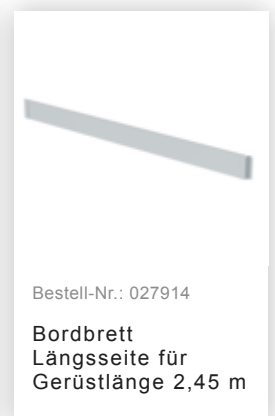 Bestell-Nr.: 027914
Bordbrett
Längsseite für
Gerüstlänge 2,45 m